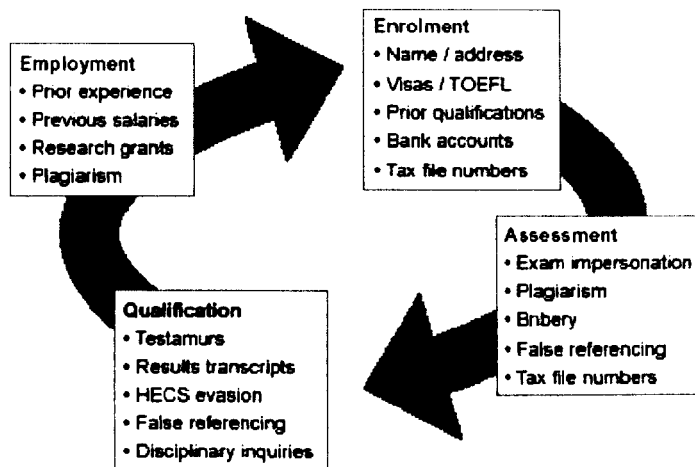 Employment
• Prior experience
• Previous salaries
• Research grants
• Plagiarism
Enrolment
• Name / address
• Visas / TOEFL
• Prior qualifications
• Bank accounts
• Tax file numbers
Assessment
• Exam impersonation
• Plagiarism
• Bribery
• False referencing
• Tax file numbers
Qualification
• Testamurs
• Results transcripts
• HECS evasion
• False referencing
• Disciplinary inquiries